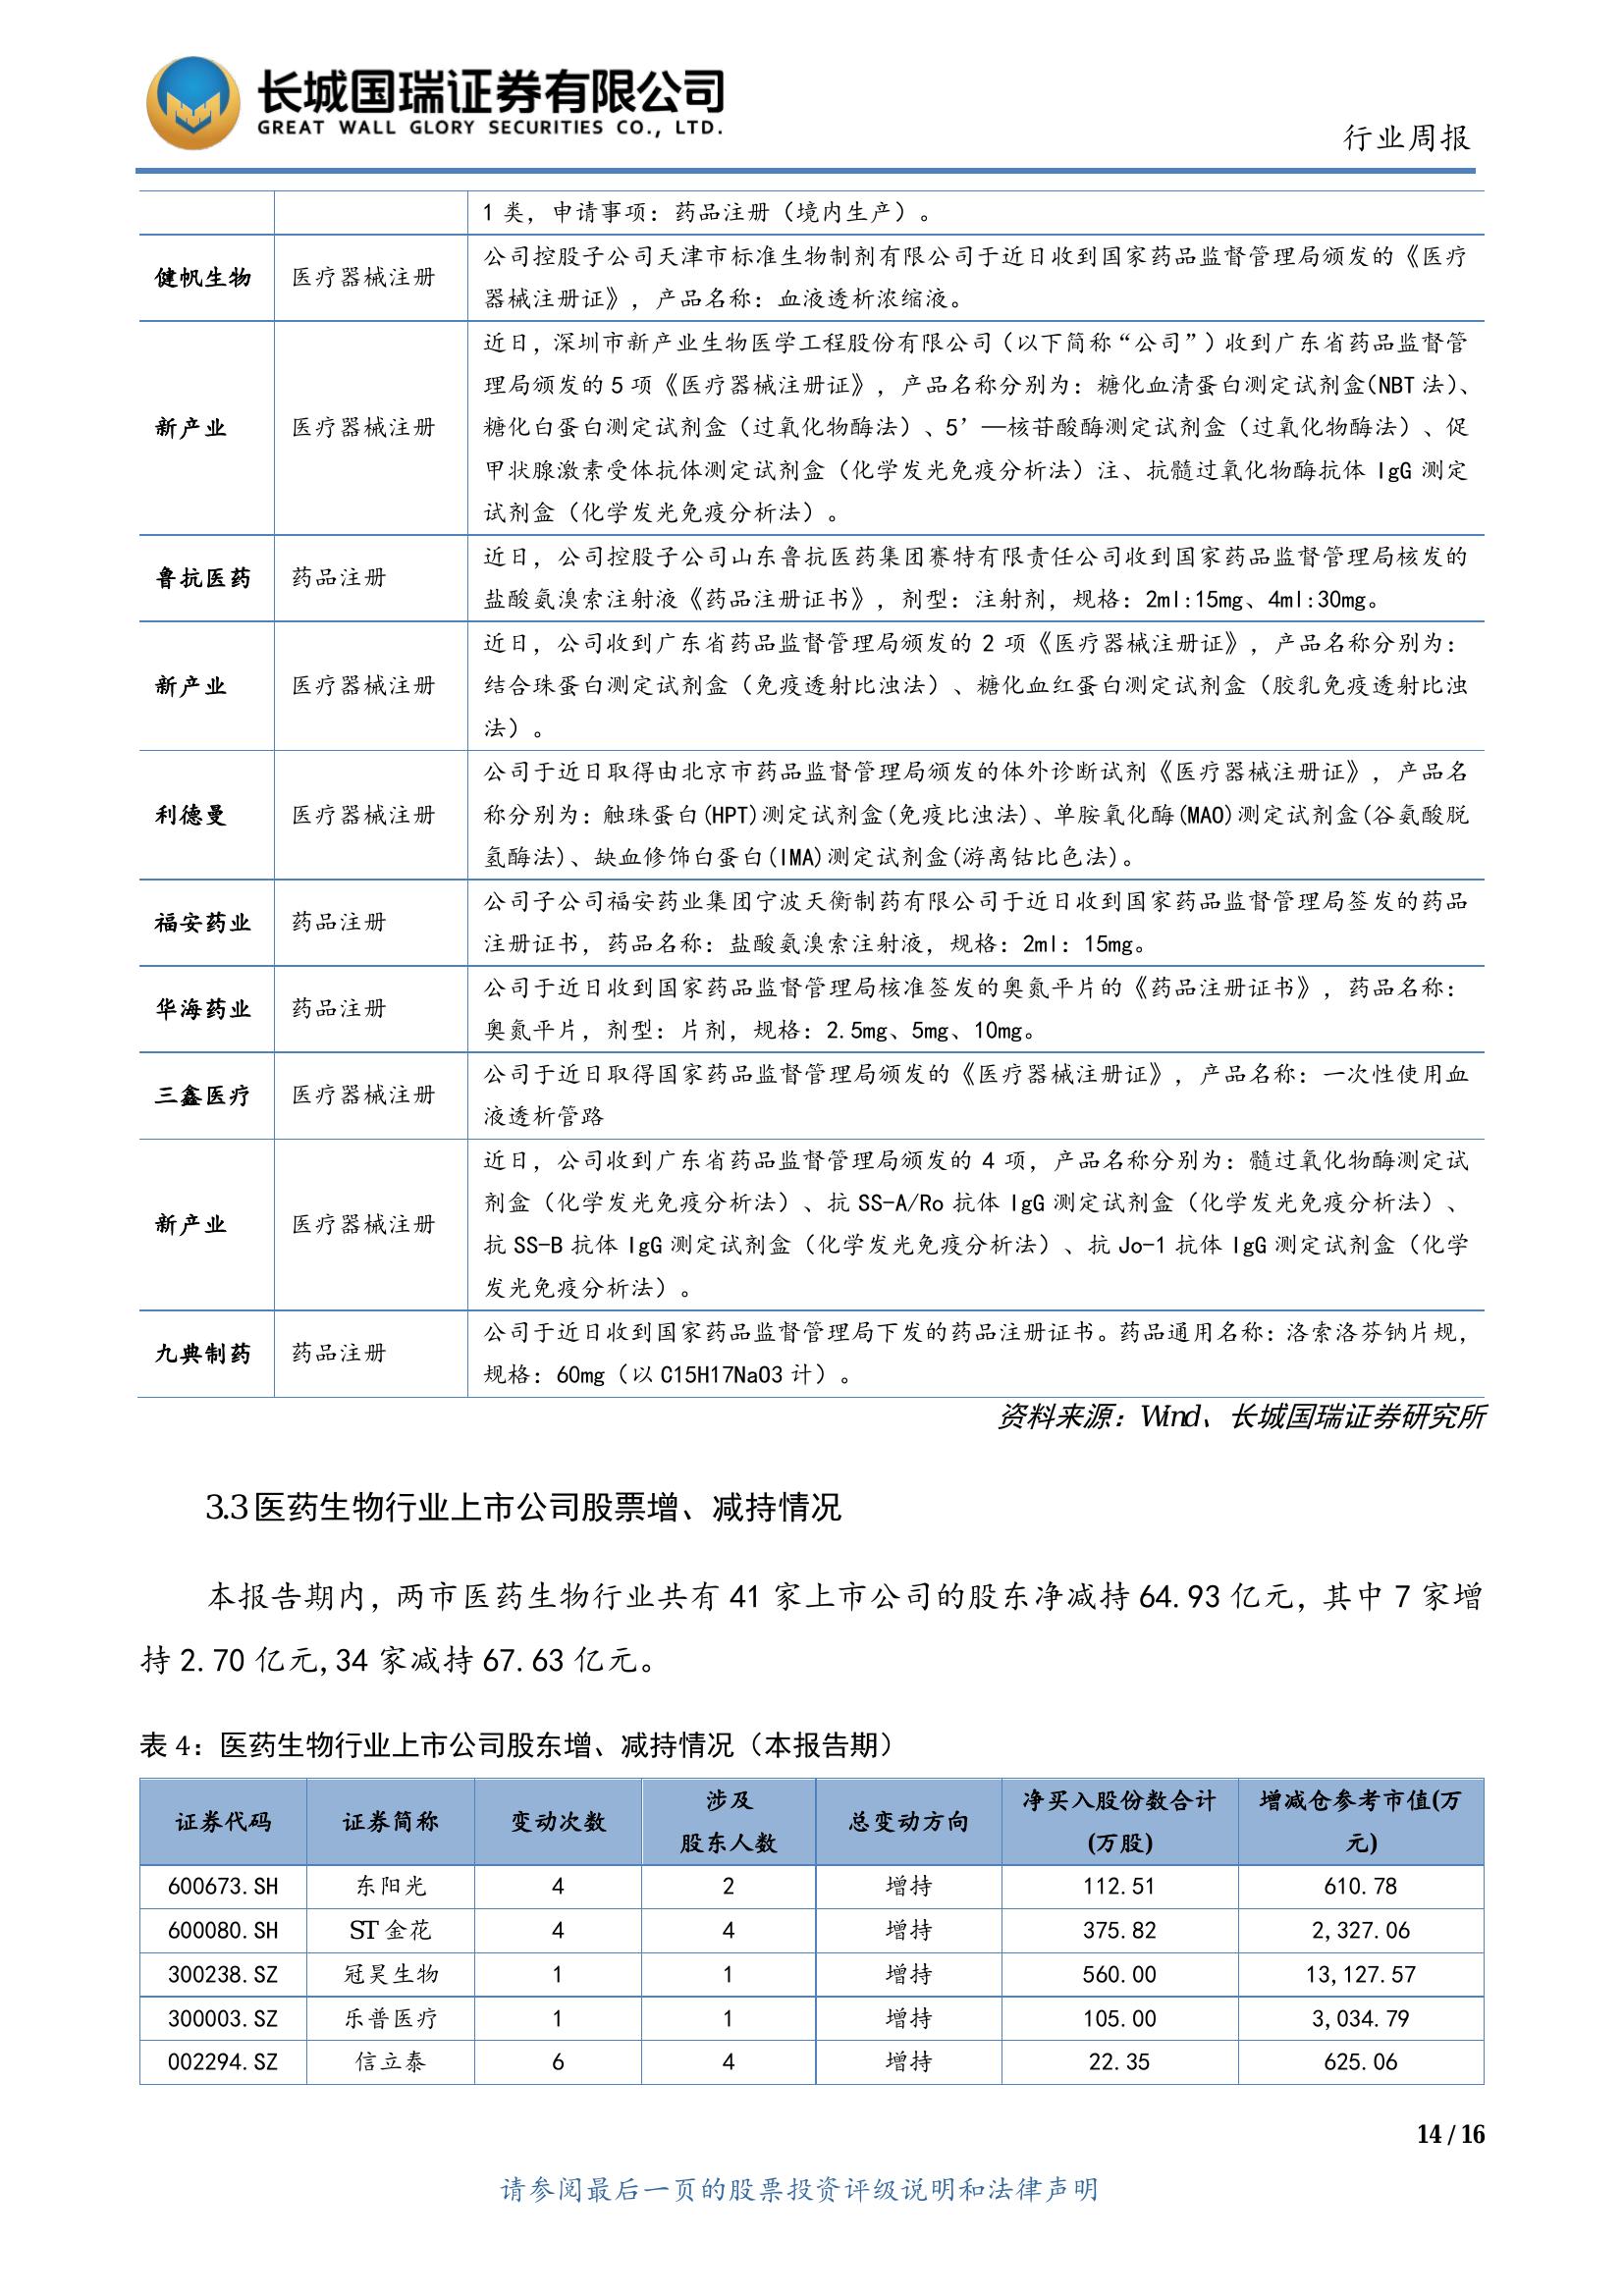 长城国瑞证券有限公司
GREAT WALL GLORY SECURITIES CO., LTD.
行业周报
1 类，申请事项：药品注册（境内生产）。
健帆生物
医疗器械注册
公司控股子公司天津市标准生物制剂有限公司于近日收到国家药品监督管理局颁发的《医疗
器械注册证》，产品名称：血液透析浓缩液。
新产业
医疗器械注册
近日，深圳市新产业生物医学工程股份有限公司（以下简称“公司”）收到广东省药品监督管
理局颁发的 5 项《医疗器械注册证》，产品名称分别为：糖化血清蛋白测定试剂盒(NBT 法)、
糖化白蛋白测定试剂盒（过氧化物酶法）、5’—核苷酸酶测定试剂盒（过氧化物酶法）、促
甲状腺激素受体抗体测定试剂盒（化学发光免疫分析法）注、抗髓过氧化物酶抗体 IgG 测定
试剂盒（化学发光免疫分析法）。
鲁抗医药
药品注册
近日，公司控股子公司山东鲁抗医药集团赛特有限责任公司收到国家药品监督管理局核发的
盐酸氨溴索注射液《药品注册证书》，剂型：注射剂，规格：2ml:15mg、4ml:30mg。
新产业
医疗器械注册
近日，公司收到广东省药品监督管理局颁发的 2 项《医疗器械注册证》，产品名称分别为：
结合珠蛋白测定试剂盒（免疫透射比浊法）、糖化血红蛋白测定试剂盒（胶乳免疫透射比浊
法）。
利德曼
医疗器械注册
公司于近日取得由北京市药品监督管理局颁发的体外诊断试剂《医疗器械注册证》，产品名
称分别为：触珠蛋白(HPT)测定试剂盒(免疫比浊法)、单胺氧化酶(MAO)测定试剂盒(谷氨酸脱
氢酶法)、缺血修饰白蛋白(IMA)测定试剂盒(游离钴比色法)。
福安药业
药品注册
公司子公司福安药业集团宁波天衡制药有限公司于近日收到国家药品监督管理局签发的药品
注册证书，药品名称：盐酸氨溴索注射液，规格：2ml：15mg。
华海药业
药品注册
公司于近日收到国家药品监督管理局核准签发的奥氮平片的《药品注册证书》，药品名称：
奥氮平片，剂型：片剂，规格：2.5mg、5mg、10mg。
三鑫医疗
医疗器械注册
公司于近日取得国家药品监督管理局颁发的《医疗器械注册证》，产品名称：一次性使用血
液透析管路
新产业
医疗器械注册
近日，公司收到广东省药品监督管理局颁发的 4 项，产品名称分别为：髓过氧化物酶测定试
剂盒（化学发光免疫分析法）、抗 SS-A/Ro 抗体 IgG 测定试剂盒（化学发光免疫分析法）、
抗 SS-B 抗体 IgG 测定试剂盒（化学发光免疫分析法）、抗 Jo-1 抗体 IgG 测定试剂盒（化学
发光免疫分析法）。
九典制药
药品注册
公司于近日收到国家药品监督管理局下发的药品注册证书。药品通用名称：洛索洛芬钠片规，
规格：60mg（以 C15H17NaO3 计）。
资料来源：Wind、长城国瑞证券研究所
3.3 医药生物行业上市公司股票增、减持情况
本报告期内，两市医药生物行业共有 41 家上市公司的股东净减持 64.93 亿元，其中 7 家增
持 2.70 亿元,34 家减持 67.63 亿元。
表 4：医药生物行业上市公司股东增、减持情况（本报告期）
证券代码 证券简称 变动次数 涉及 股东人数 总变动方向 净买入股份数合计 (万股) 增减仓参考市值(万 元)
600673.SH 东阳光 4 2 增持 112.51 610.78
600080.SH ST 金花 4 4 增持 375.82 2,327.06
300238.SZ 冠昊生物 1 1 增持 560.00 13,127.57
300003.SZ 乐普医疗 1 1 增持 105.00 3,034.79
002294.SZ 信立泰 6 4 增持 22.35 625.06
14 / 16
请参阅最后一页的股票投资评级说明和法律声明